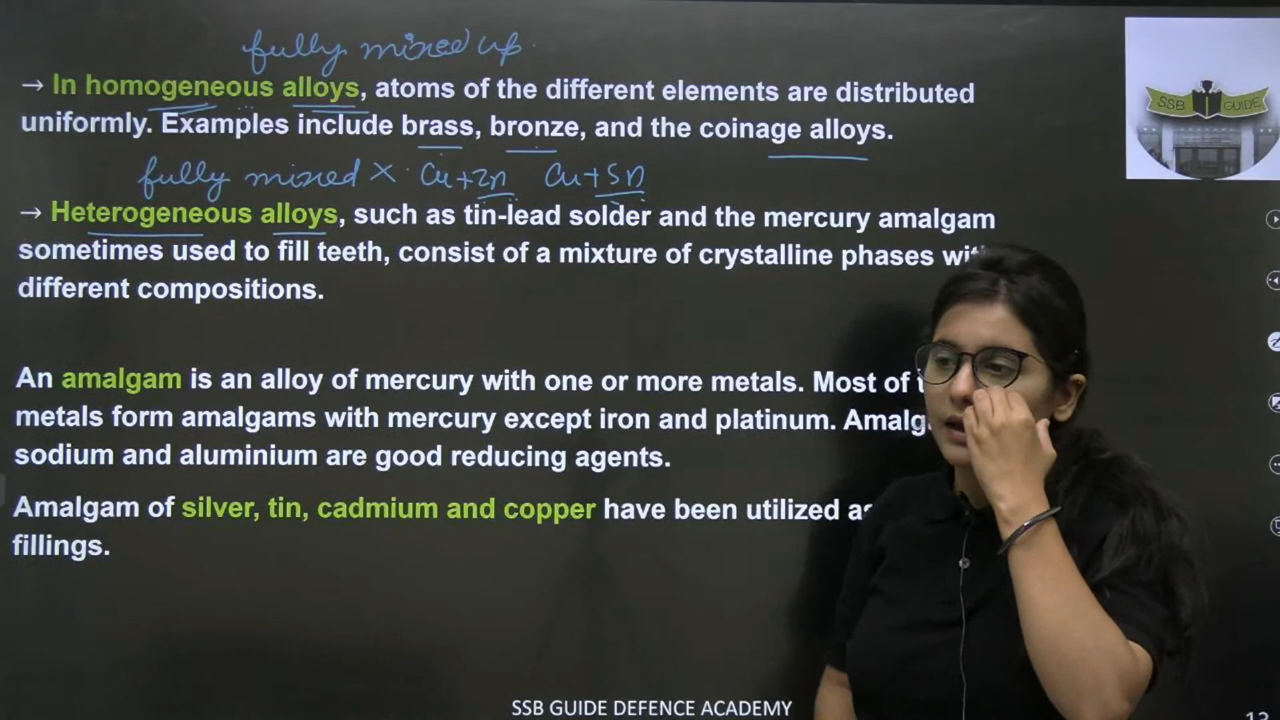 fully mixed up.
→ In homogeneous alloys, atoms of the different elements are distributed
uniformly. Examples include brass, bronze, and the coinage alloys.
fully mixed × Cu+Zn Cu+Sn
→ Heterogeneous alloys, such as tin-lead solder and the mercury amalgam
sometimes used to fill teeth, consist of a mixture of crystalline phases
different compositions.
An amalgam is an alloy of mercury with one or more metals. Most of
metals form amalgams with mercury except iron and platinum.
sodium and aluminium are good reducing agents.
Amalgam of silver, tin, cadmium and copper have been utilized
fillings.
SSB GUIDE
SSB GUIDE DEFENCE ACADEMY